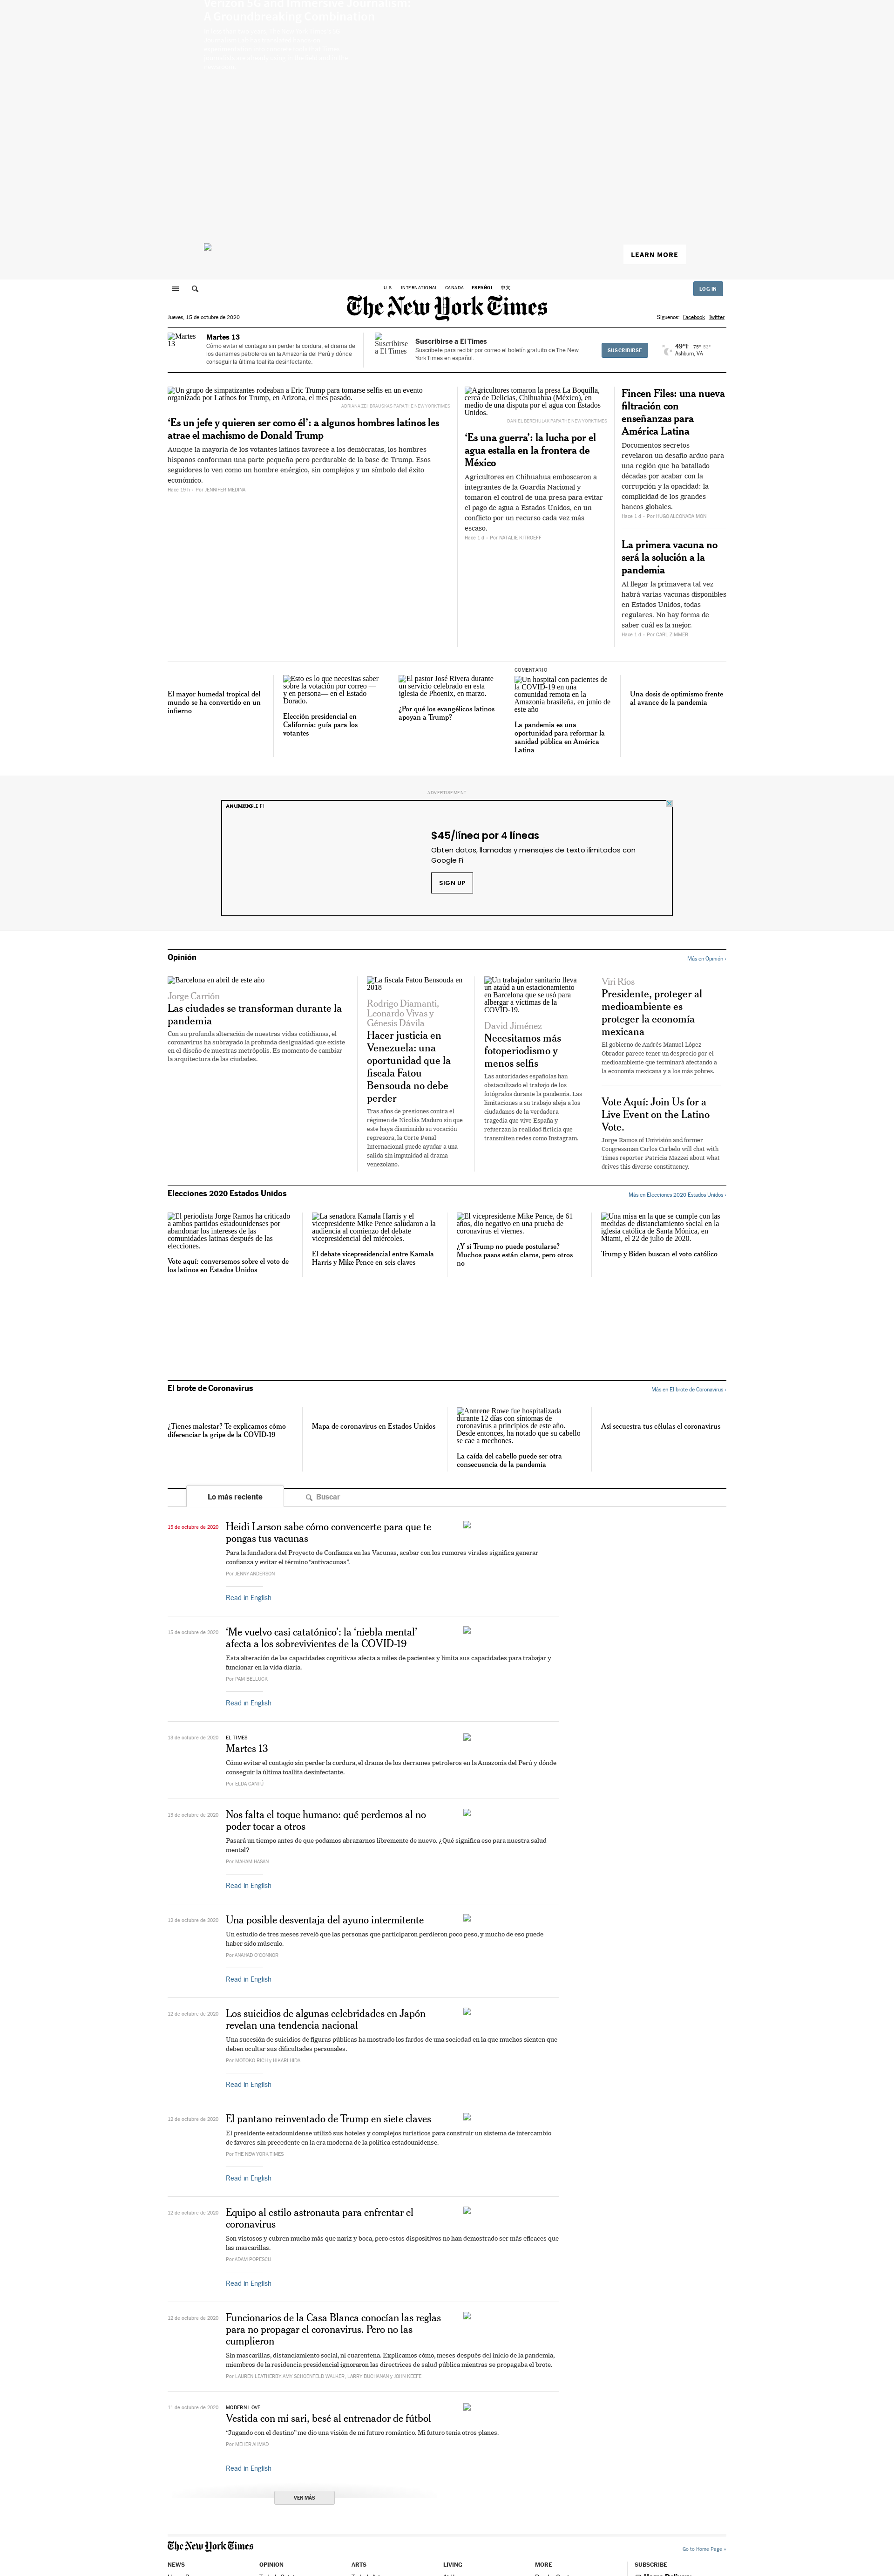 Verizon 5G and Immersive Journalism:
A Groundbreaking Combination
LEARN MORE
U.S. INTERNATIONAL CANADA ESPAÑOL 中文
LOG IN
The New York Times
Jueves, 15 de octubre de 2020
Síguenos: Facebook Twitter
Martes 13
Martes 13
Cómo evitar el contagio sin perder la cordura, el drama de
los derrames petroleros en la Amazonía del Perú y dónde
conseguir la última toallita desinfectante.
Suscribirse a El Times
Suscribirse a El Times
Suscríbete para recibir por correo el boletín gratuito de The New
York Times en español.
SUSCRIBIRSE
49°F 73° 52°
Ashburn, VA
Un grupo de simpatizantes rodeaban a Eric Trump para tomarse selfis en un evento
organizado por Latinos for Trump, en Arizona, el mes pasado.
ADRIANA ZEHBRAUSKAS PARA THE NEW YORK TIMES
‘Es un jefe y quieren ser como él’: a algunos hombres latinos les
atrae el machismo de Donald Trump
Aunque la mayoría de los votantes latinos favorece a los demócratas, los hombres
hispanos conforman una parte pequeña pero perdurable de la base de Trump. Esos
seguidores lo ven como un hombre enérgico, sin complejos y un símbolo del éxito
económico.
Hace 19 h - Por JENNIFER MEDINA
Agricultores tomaron la presa La Boquilla,
cerca de Delicias, Chihuahua (México), en
medio de una disputa por el agua con Estados
Unidos.
DANIEL BEREHULAK PARA THE NEW YORK TIMES
‘Es una guerra’: la lucha por el
agua estalla en la frontera de
México
Agricultores en Chihuahua emboscaron a
integrantes de la Guardia Nacional y
tomaron el control de una presa para evitar
el pago de agua a Estados Unidos, en un
conflicto por un recurso cada vez más
escaso.
Hace 1 d - Por NATALIE KITROEFF
Fincen Files: una nueva
filtración con
enseñanzas para
América Latina
Documentos secretos
revelaron un desafío arduo para
una región que ha batallado
décadas por acabar con la
corrupción y la opacidad: la
complicidad de los grandes
bancos globales.
Hace 1 d - Por HUGO ALCONADA MON
La primera vacuna no
será la solución a la
pandemia
Al llegar la primavera tal vez
habrá varias vacunas disponibles
en Estados Unidos, todas
regulares. No hay forma de
saber cuál es la mejor.
Hace 1 d - Por CARL ZIMMER
El mayor humedal tropical del
mundo se ha convertido en un
infierno
Esto es lo que necesitas saber
sobre la votación por correo —
y en persona— en el Estado
Dorado.
Elección presidencial en
California: guía para los
votantes
El pastor José Rivera durante
un servicio celebrado en esta
iglesia de Phoenix, en marzo.
¿Por qué los evangélicos latinos
apoyan a Trump?
COMENTARIO
Un hospital con pacientes de
la COVID-19 en una
comunidad remota en la
Amazonía brasileña, en junio de
este año
La pandemia es una
oportunidad para reformar la
sanidad pública en América
Latina
Una dosis de optimismo frente
al avance de la pandemia
ADVERTISEMENT
$45/línea por 4 líneas
Obten datos, llamadas y mensajes de texto ilimitados con
Google Fi
SIGN UP
Opinión
Más en Opinión ›
Barcelona en abril de este año
Jorge Carrión
Las ciudades se transforman durante la
pandemia
Con su profunda alteración de nuestras vidas cotidianas, el
coronavirus ha subrayado la profunda desigualdad que existe
en el diseño de nuestras metrópolis. Es momento de cambiar
la arquitectura de las ciudades.
La fiscala Fatou Bensouda en
2018
Rodrigo Diamanti,
Leonardo Vivas y
Génesis Dávila
Hacer justicia en
Venezuela: una
oportunidad que la
fiscala Fatou
Bensouda no debe
perder
Tras años de presiones contra el
régimen de Nicolás Maduro sin que
este haya disminuido su vocación
represora, la Corte Penal
Internacional puede ayudar a una
salida sin impunidad al drama
venezolano.
Un trabajador sanitario lleva
un ataúd a un estacionamiento
en Barcelona que se usó para
albergar a víctimas de la
COVID-19.
David Jiménez
Necesitamos más
fotoperiodismo y
menos selfis
Las autoridades españolas han
obstaculizado el trabajo de los
fotógrafos durante la pandemia. Las
limitaciones a su trabajo aleja a los
ciudadanos de la verdadera
tragedia que vive España y
refuerzan la realidad ficticia que
transmiten redes como Instagram.
Viri Ríos
Presidente, proteger al
medioambiente es
proteger la economía
mexicana
El gobierno de Andrés Manuel López
Obrador parece tener un desprecio por el
medioambiente que terminará afectando a
la economía mexicana y a los más pobres.
Vote Aquí: Join Us for a
Live Event on the Latino
Vote.
Jorge Ramos of Univisión and former
Congressman Carlos Curbelo will chat with
Times reporter Patricia Mazzei about what
drives this diverse constituency.
Elecciones 2020 Estados Unidos
Más en Elecciones 2020 Estados Unidos ›
El periodista Jorge Ramos ha criticado
a ambos partidos estadounidenses por
abandonar los intereses de las
comunidades latinas después de las
elecciones.
Vote aquí: conversemos sobre el voto de
los latinos en Estados Unidos
La senadora Kamala Harris y el
vicepresidente Mike Pence saludaron a la
audiencia al comienzo del debate
vicepresidencial del miércoles.
El debate vicepresidencial entre Kamala
Harris y Mike Pence en seis claves
El vicepresidente Mike Pence, de 61
años, dio negativo en una prueba de
coronavirus el viernes.
¿Y si Trump no puede postularse?
Muchos pasos están claros, pero otros
no
Una misa en la que se cumple con las
medidas de distanciamiento social en la
iglesia católica de Santa Mónica, en
Miami, el 22 de julio de 2020.
Trump y Biden buscan el voto católico
El brote de Coronavirus
Más en El brote de Coronavirus ›
¿Tienes malestar? Te explicamos cómo
diferenciar la gripe de la COVID-19
Mapa de coronavirus en Estados Unidos
Annrene Rowe fue hospitalizada
durante 12 días con síntomas de
coronavirus a principios de este año.
Desde entonces, ha notado que su cabello
se cae a mechones.
La caída del cabello puede ser otra
consecuencia de la pandemia
Así secuestra tus células el coronavirus
Lo más reciente
Buscar
15 de octubre de 2020
Heidi Larson sabe cómo convencerte para que te
pongas tus vacunas
Para la fundadora del Proyecto de Confianza en las Vacunas, acabar con los rumores virales significa generar
confianza y evitar el término “antivacunas”.
Por JENNY ANDERSON
Read in English
15 de octubre de 2020
‘Me vuelvo casi catatónico’: la ‘niebla mental’
afecta a los sobrevivientes de la COVID-19
Esta alteración de las capacidades cognitivas afecta a miles de pacientes y limita sus capacidades para trabajar y
funcionar en la vida diaria.
Por PAM BELLUCK
Read in English
13 de octubre de 2020
EL TIMES
Martes 13
Cómo evitar el contagio sin perder la cordura, el drama de los derrames petroleros en la Amazonía del Perú y dónde
conseguir la última toallita desinfectante.
Por ELDA CANTÚ
13 de octubre de 2020
Nos falta el toque humano: qué perdemos al no
poder tocar a otros
Pasará un tiempo antes de que podamos abrazarnos libremente de nuevo. ¿Qué significa eso para nuestra salud
mental?
Por MAHAM HASAN
Read in English
12 de octubre de 2020
Una posible desventaja del ayuno intermitente
Un estudio de tres meses reveló que las personas que participaron perdieron poco peso, y mucho de eso puede
haber sido músculo.
Por ANAHAD O’CONNOR
Read in English
12 de octubre de 2020
Los suicidios de algunas celebridades en Japón
revelan una tendencia nacional
Una sucesión de suicidios de figuras públicas ha mostrado los fardos de una sociedad en la que muchos sienten que
deben ocultar sus dificultades personales.
Por MOTOKO RICH y HIKARI HIDA
Read in English
12 de octubre de 2020
El pantano reinventado de Trump en siete claves
El presidente estadounidense utilizó sus hoteles y complejos turísticos para construir un sistema de intercambio
de favores sin precedente en la era moderna de la política estadounidense.
Por THE NEW YORK TIMES
Read in English
12 de octubre de 2020
Equipo al estilo astronauta para enfrentar el
coronavirus
Son vistosos y cubren mucho más que nariz y boca, pero estos dispositivos no han demostrado ser más eficaces que
las mascarillas.
Por ADAM POPESCU
Read in English
12 de octubre de 2020
Funcionarios de la Casa Blanca conocían las reglas
para no propagar el coronavirus. Pero no las
cumplieron
Sin mascarillas, distanciamiento social, ni cuarentena. Explicamos cómo, meses después del inicio de la pandemia,
miembros de la residencia presidencial ignoraron las directrices de salud pública mientras se propagaba el brote.
Por LAUREN LEATHERBY, AMY SCHOENFELD WALKER, LARRY BUCHANAN y JOHN KEEFE
11 de octubre de 2020
MODERN LOVE
Vestida con mi sari, besé al entrenador de fútbol
“Jugando con el destino” me dio una visión de mi futuro romántico. Mi futuro tenía otros planes.
Por MEHER AHMAD
Read in English
VER MÁS
The New York Times
Go to Home Page »
NEWS OPINION ARTS LIVING MORE SUBSCRIBE